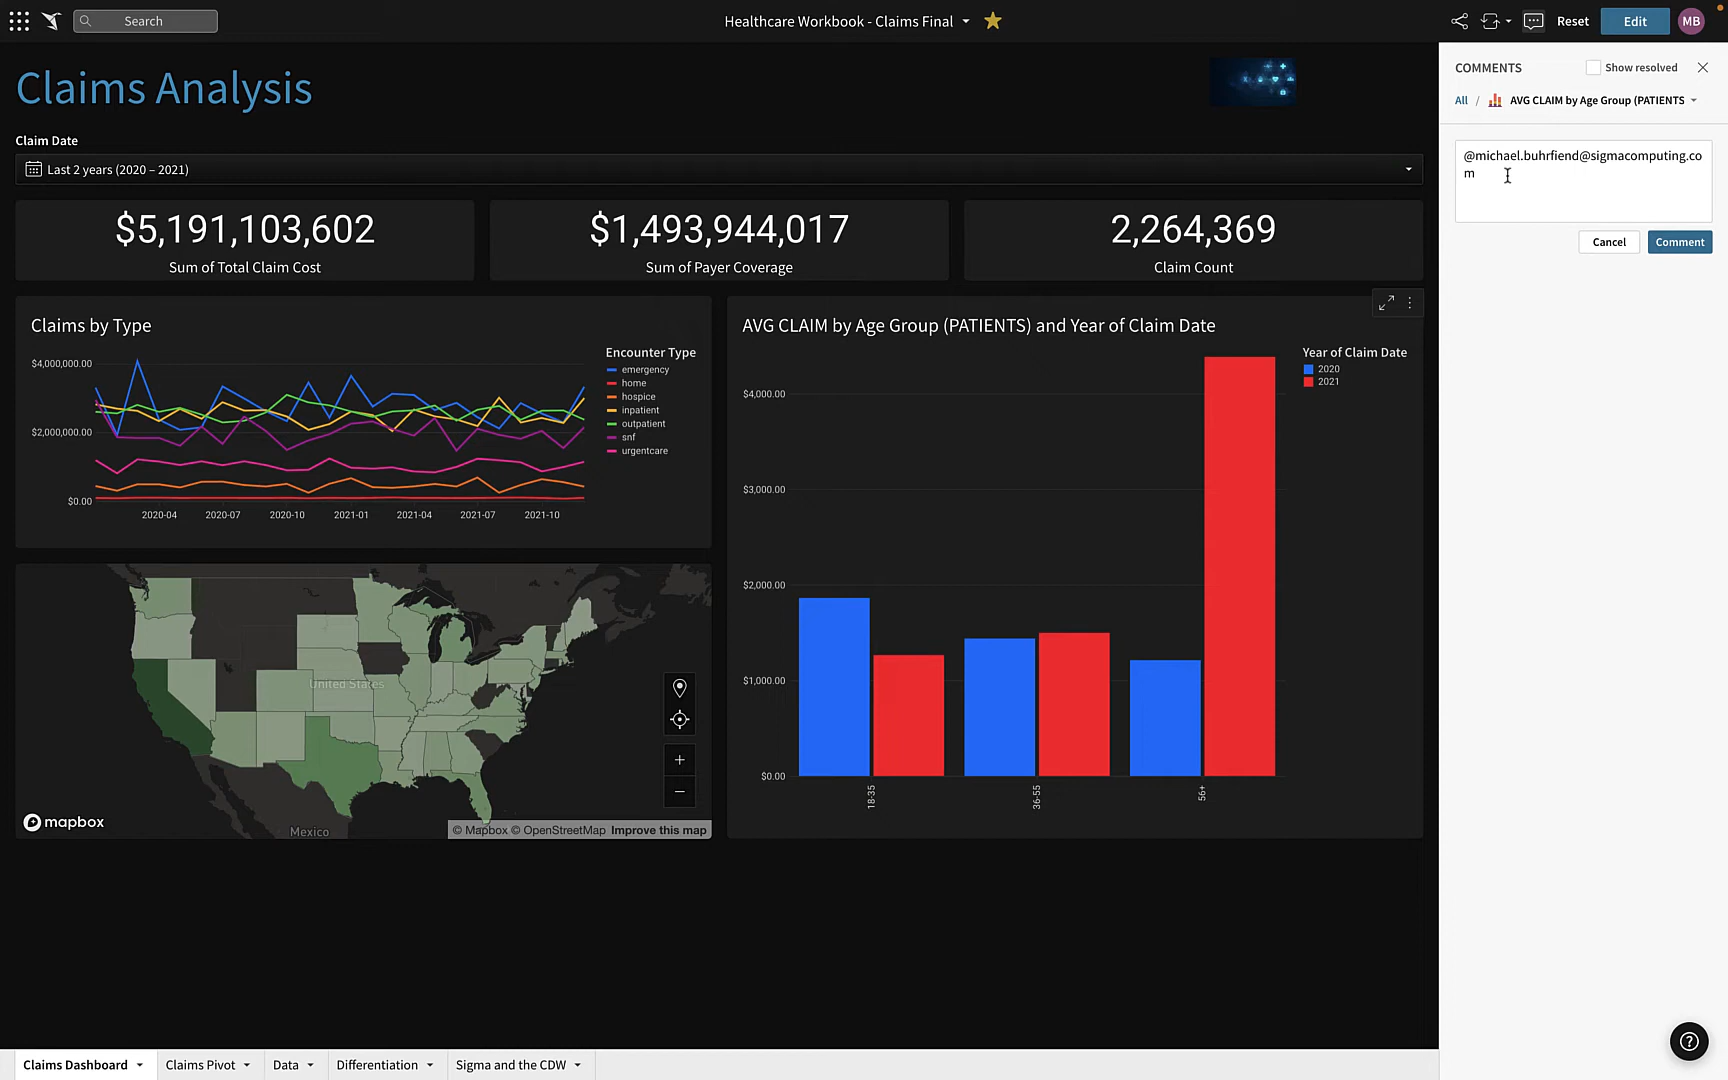 Search
Healthcare Workbook - Claims Final
Reset
Edit
MB
Claims Analysis
Claim Date
Last 2 years (2020 – 2021)
$5,191,103,602
Sum of Total Claim Cost
$1,493,944,017
Sum of Payer Coverage
2,264,369
Claim Count
Claims by Type
$4,000,000.00
$2,000,000.00
$0.00
2020-04
2020-07
2020-10
2021-01
2021-04
2021-07
2021-10
Encounter Type
emergency
home
hospice
inpatient
outpatient
snf
urgentcare
AVG CLAIM by Age Group (PATIENTS) and Year of Claim Date
$4,000.00
$3,000.00
$2,000.00
$1,000.00
$0.00
18-35
36-55
56+
Year of Claim Date
2020
2021
United States
Mexico
mapbox
© Mapbox © OpenStreetMap Improve this map
COMMENTS
Show resolved
All / AVG CLAIM by Age Group (PATIENTS
@michael.buhrfiend@sigmacomputing.co
m
Cancel
Comment
Claims Dashboard
Claims Pivot
Data
Differentiation
Sigma and the CDW